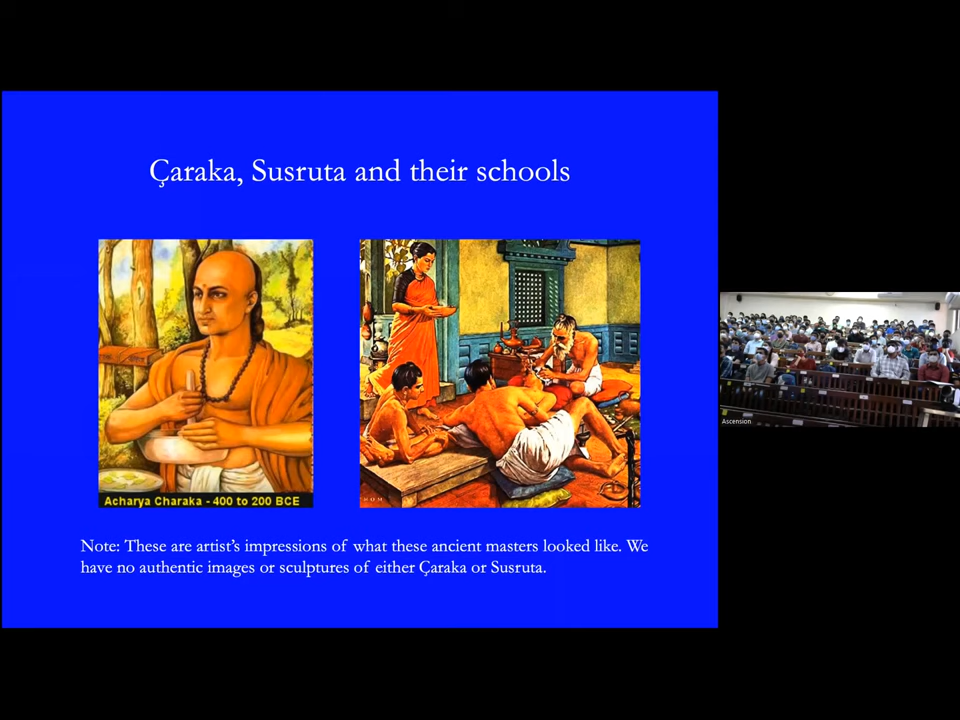 Çaraka, Susruta and their schools
Acharya Charaka - 400 to 200 BCE
Note: These are artist’s impressions of what these ancient masters looked like. We
have no authentic images or sculptures of either Çaraka or Susruta.
Ascension